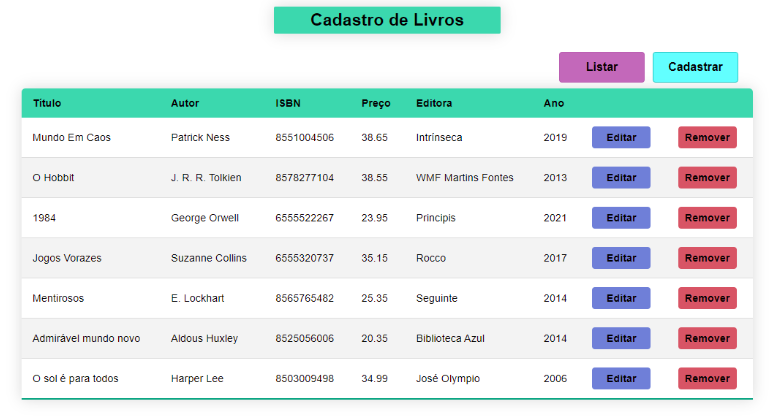 Cadastro de Livros
Listar Cadastrar
Título Autor ISBN Preço Editora Ano
Mundo Em Caos Patrick Ness 8551004506 38.65 Intrínseca 2019 Editar Remover
O Hobbit J. R. R. Tolkien 8578277104 38.55 WMF Martins Fontes 2013 Editar Remover
1984 George Orwell 6555522267 23.95 Principis 2021 Editar Remover
Jogos Vorazes Suzanne Collins 6555320737 35.15 Rocco 2017 Editar Remover
Mentirosos E. Lockhart 8565765482 25.35 Seguinte 2014 Editar Remover
Admirável mundo novo Aldous Huxley 8525056006 20.35 Biblioteca Azul 2014 Editar Remover
O sol é para todos Harper Lee 8503009498 34.99 José Olympio 2006 Editar Remover